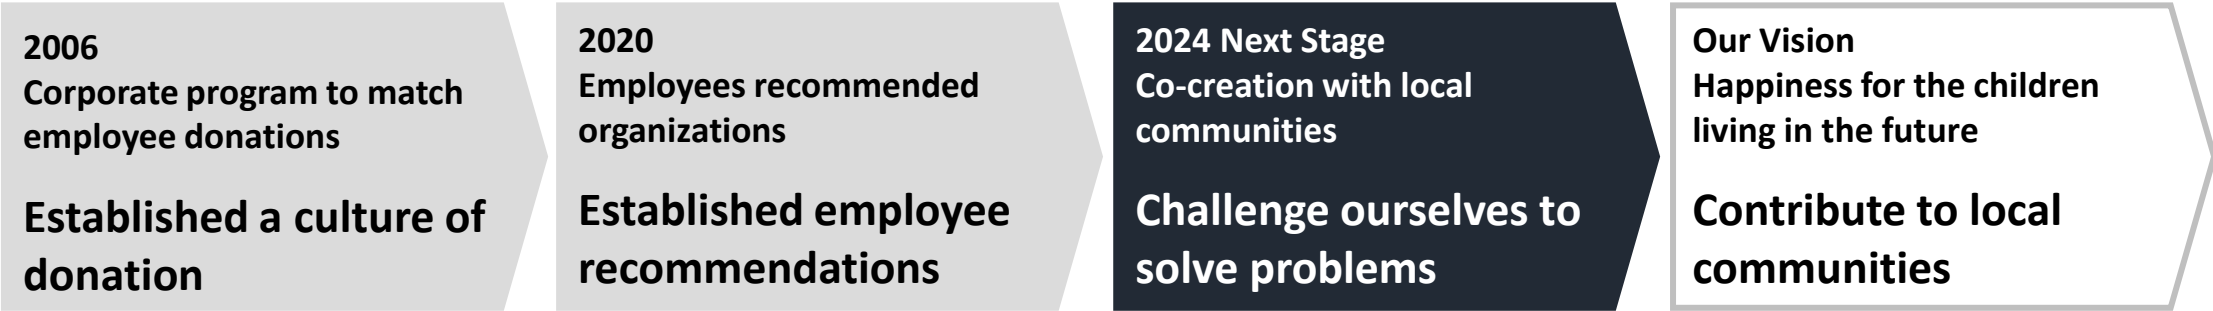 2006
Corporate program to match
employee donations
Established a culture of
donation
2020
Employees recommended
organizations
Established employee
recommendations
2024 Next Stage
Co-creation with local
communities
Challenge ourselves to
solve problems
Our Vision
Happiness for the children
living in the future
Contribute to local
communities